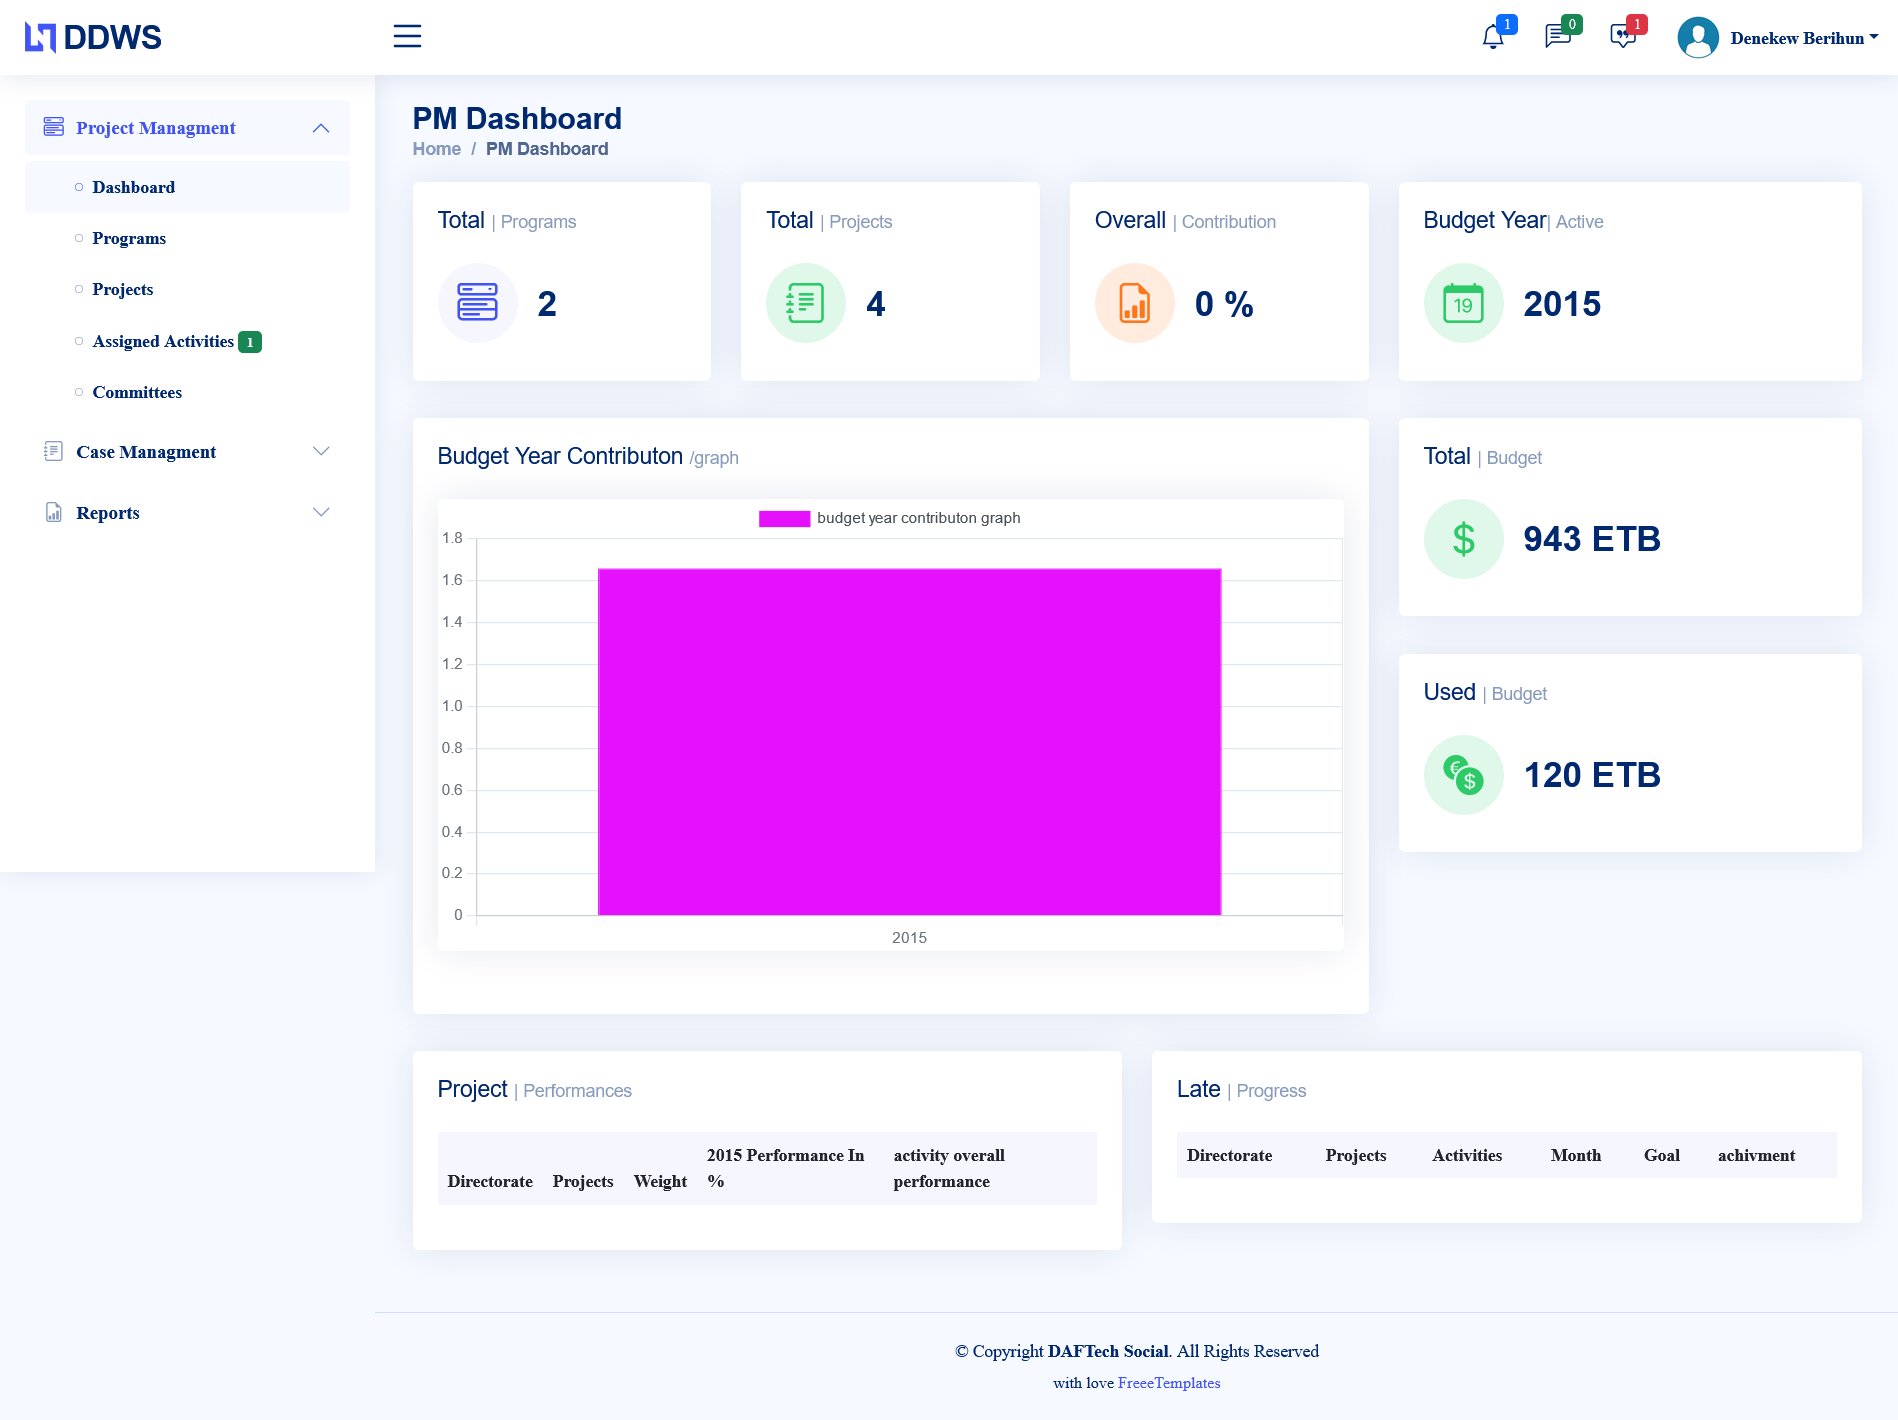 DDWS
1
0
1
Denekew Berihun
Project Managment
Dashboard
Programs
Projects
Assigned Activities 1
Committees
Case Managment
Reports
PM Dashboard
Home / PM Dashboard
Total | Programs
2
Total | Projects
4
Overall | Contribution
0 %
Budget Year| Active
19
2015
Budget Year Contributon /graph
budget year contributon graph
1.8
1.6
1.4
1.2
1.0
0.8
0.6
0.4
0.2
0
2015
Total | Budget
$
943 ETB
Used | Budget
€
$
120 ETB
Project | Performances
Directorate Projects Weight 2015 Performance In % activity overall performance
Late | Progress
Directorate Projects Activities Month Goal achivment
© Copyright DAFTech Social. All Rights Reserved
with love FreeeTemplates